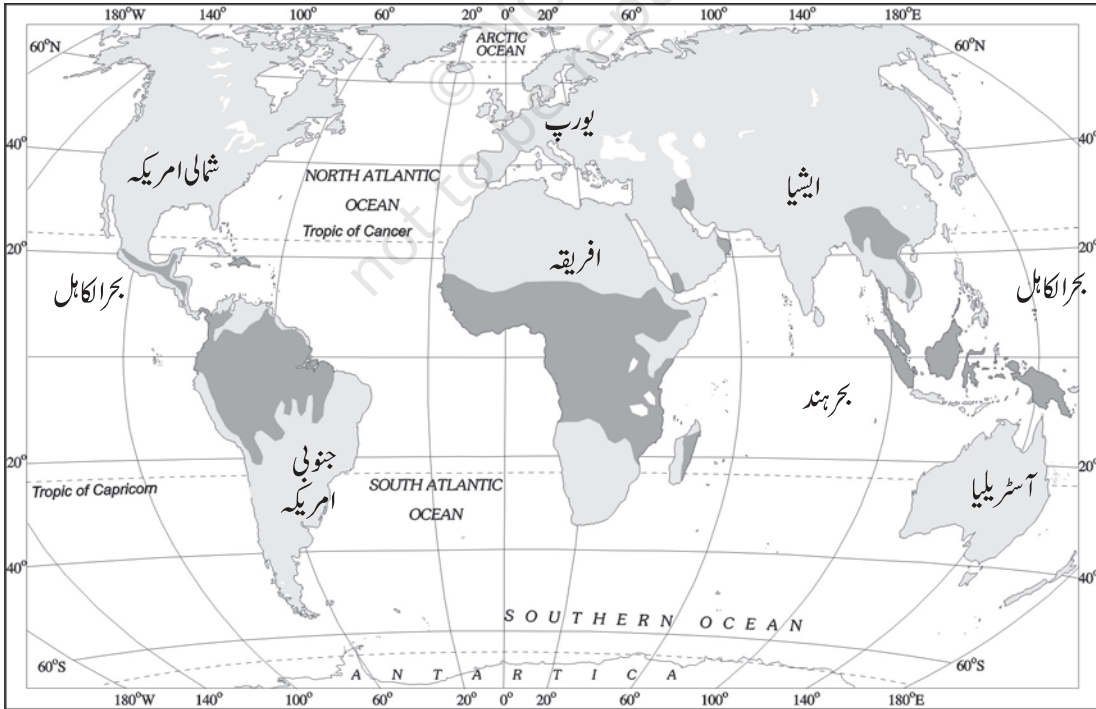 180°W 140° 100° 60° 20° 0° 20° 60° 100° 140° 180°E
60°N
ARCTIC
OCEAN
60°N
یورپ
40°
40°
شمالی امریکہ
NORTH ATLANTIC
OCEAN
ایشیا
Tropic of Cancer
20°
افریقہ
20°
بحرالکاہل
بحرالکاہل
بحر ہند
جنوبی
امریکہ
20°
20°
Tropic of Capricorn
SOUTH ATLANTIC
OCEAN
آسٹریلیا
40°
40°
SOUTHERN OCEAN
60°S
60°S
ANTARTICA
180°W 140° 100° 60° 20° 0° 20° 60° 100° 140° 180°E
©
not to be